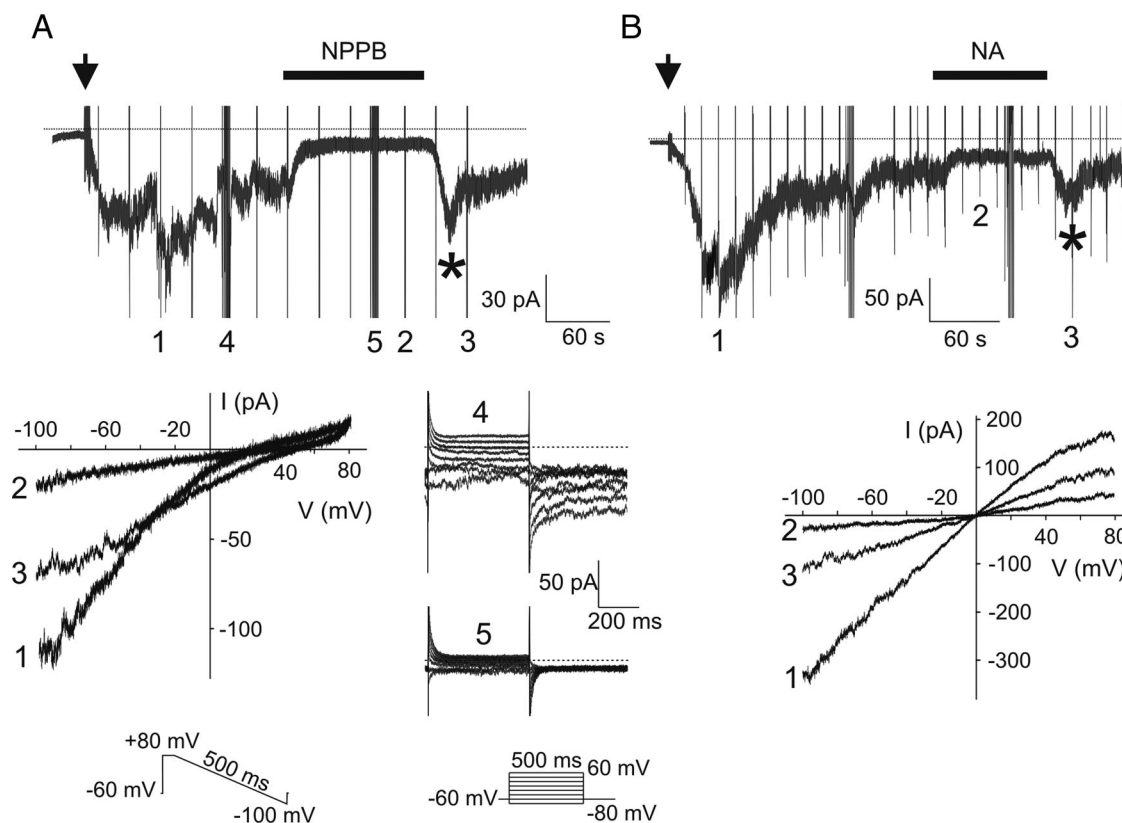 A
B
NPPB
NA
*
*
2
30 pA
60 s
50 pA
60 s
1
4
5
2
3
1
3
I (pA)
-100
-60
-20
40
80
V (mV)
-50
-100
2
3
1
4
50 pA
200 ms
5
I (pA)
200
100
-100
-60
-20
40
80
V (mV)
-100
-200
-300
2
3
1
+80 mV
500 ms
-60 mV
-100 mV
500 ms
60 mV
-60 mV
-80 mV